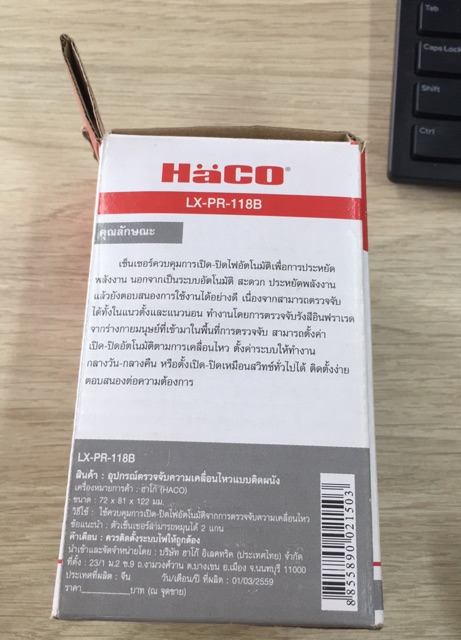 HäCO®
LX-PR-118B
คุณลักษณะ
เซ็นเซอร์ควบคุมการเปิด-ปิดไฟอัตโนมัติเพื่อการประหยัด
พลังงาน นอกจากเป็นระบบอัตโนมัติ สะดวก ประหยัดพลังงาน
แล้วยังตอบสนองการใช้งานได้อย่างดี เนื่องจากสามารถตรวจจับ
ได้ทั้งในแนวตั้งและแนวนอน ทำงานโดยการตรวจจับรังสีอินฟราเรด
จากร่างกายมนุษย์ที่เข้ามาในพื้นที่การตรวจจับ สามารถตั้งค่า
เปิด-ปิดอัตโนมัติตามการเคลื่อนไหว ตั้งค่าระบบให้ทำงาน
กลางวัน-กลางคืน หรือตั้งเปิด-ปิดเหมือนสวิทช์ทั่วไปได้ ติดตั้งง่าย
ตอบสนองต่อความต้องการ
LX-PR-118B
สินค้า : อุปกรณ์ตรวจจับความเคลื่อนไหวแบบติดผนัง
เครื่องหมายการค้า : ฮาโก้ (HACO)
ขนาด : 72 x 81 x 122 มม.
วิธีใช้ : ใช้ควบคุมการเปิด-ปิดไฟอัตโนมัติจากการตรวจจับความเคลื่อนไหว
ข้อแนะนำ : ตัวเซ็นเซอร์สามารถหมุนได้ 2 แกน
คำเตือน : ควรติดตั้งระบบไฟให้ถูกต้อง
นำเข้าและจัดจำหน่ายโดย : บริษัท ฮาโก้ อิเลคทริค (ประเทศไทย) จำกัด
ที่ตั้ง : 23/1 ม.2 ซ.9 ถ.งามวงศ์วาน ต.บางเขน อ.เมือง จ.นนทบุรี 11000
ประเทศที่ผลิต : จีน วัน/เดือน/ปี ที่ผลิต : 01/03/2559
ราคา__________บาท (ณ จุดขาย)
8855890021503
Tab
Caps Lock
Shift
Ctrl